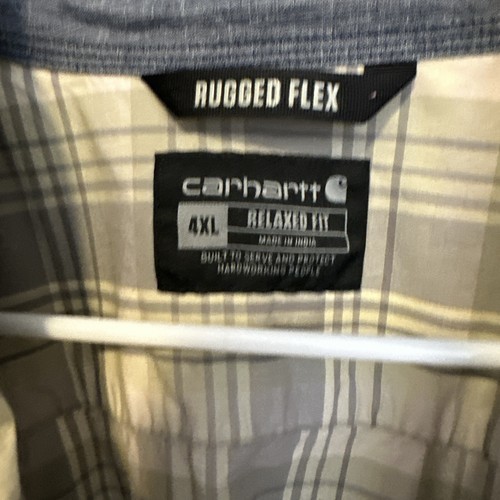 RUGGED FLEX
carhartt
4XL
RELAXED FIT
MADE IN INDIA
BUILT TO SERVE AND PROTECT
HARDWORKING PEOPLE